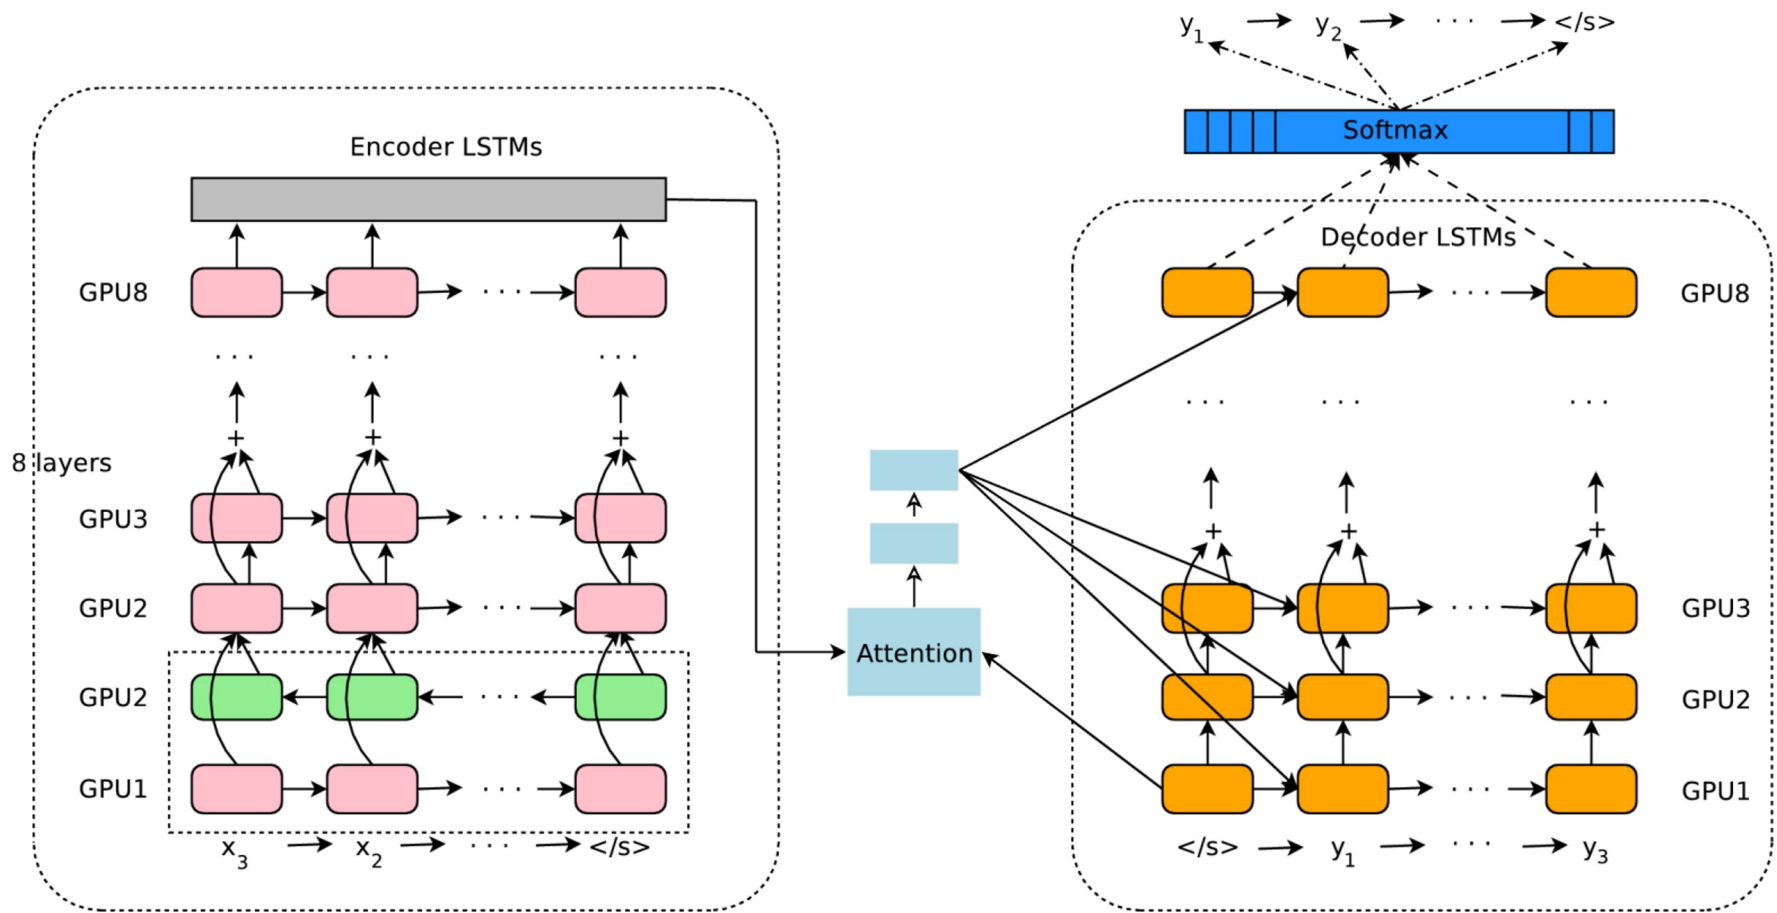 y1 y2 ... </s>
Softmax
Encoder LSTMs
Decoder LSTMs
GPU8 ...
... ... ...
+ + +
8 layers
GPU3 ...
GPU2 ...
GPU2 ...
GPU1 ...
x3 x2 ... </s>
Attention
... GPU8
... ... ...
+ + +
... GPU3
... GPU2
... GPU1
</s> y1 ... y3